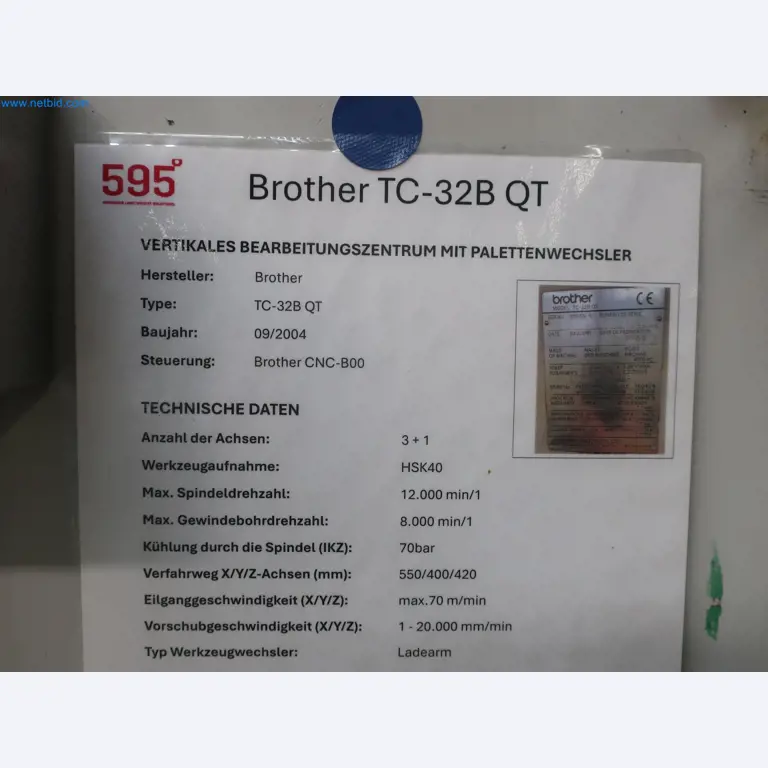 www.netbid.com
595°
Brother TC-32B QT
VERTIKALES BEARBEITUNGSZENTRUM MIT PALETTENWECHSLER
Hersteller: Brother
Type: TC-32B QT
Baujahr: 09/2004
Steuerung: Brother CNC-B00
brother CE
TECHNISCHE DATEN
Anzahl der Achsen: 3 + 1
Werkzeugaufnahme: HSK40
Max. Spindeldrehzahl: 12.000 min/1
Max. Gewindebohrdrehzahl: 8.000 min/1
Kühlung durch die Spindel (IKZ): 70bar
Verfahrweg X/Y/Z-Achsen (mm): 550/400/420
Eilganggeschwindigkeit (X/Y/Z): max.70 m/min
Vorschubgeschwindigkeit (X/Y/Z): 1 - 20.000 mm/min
Typ Werkzeugwechsler: Ladearm